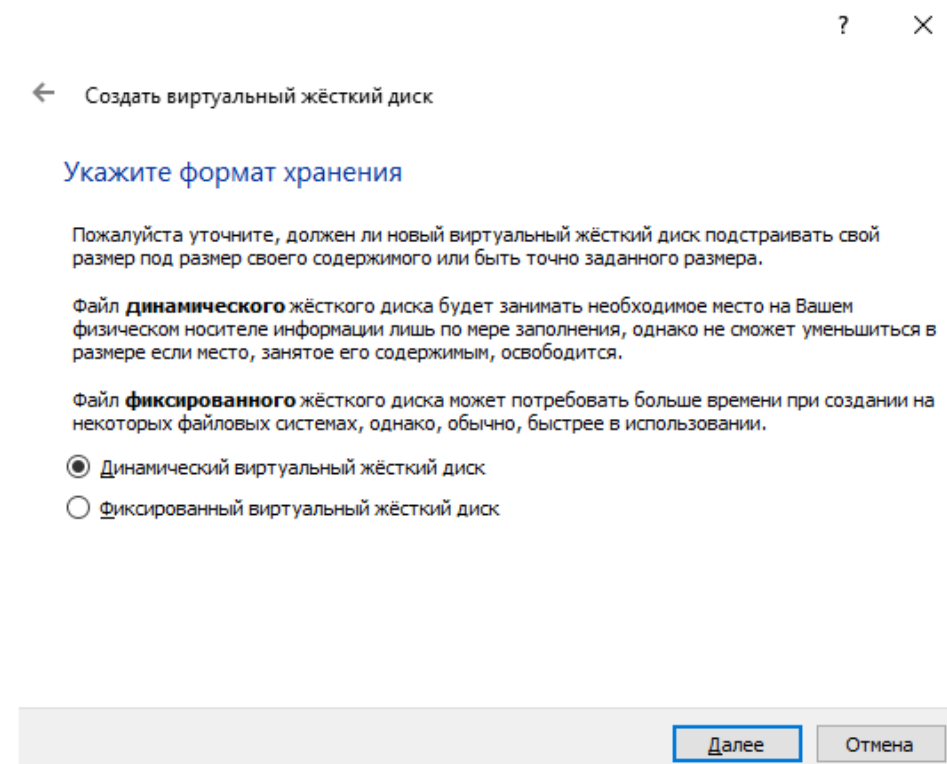 ?
Создать виртуальный жёсткий диск
Укажите формат хранения
Пожалуйста уточните, должен ли новый виртуальный жёсткий диск подстраивать свой
размер под размер своего содержимого или быть точно заданного размера.
Файл динамического жёсткого диска будет занимать необходимое место на Вашем
физическом носителе информации лишь по мере заполнения, однако не сможет уменьшиться в
размере если место, занятое его содержимым, освободится.
Файл фиксированного жёсткого диска может потребовать больше времени при создании на
некоторых файловых системах, однако, обычно, быстрее в использовании.
Динамический виртуальный жёсткий диск
Фиксированный виртуальный жёсткий диск
Далее Отмена